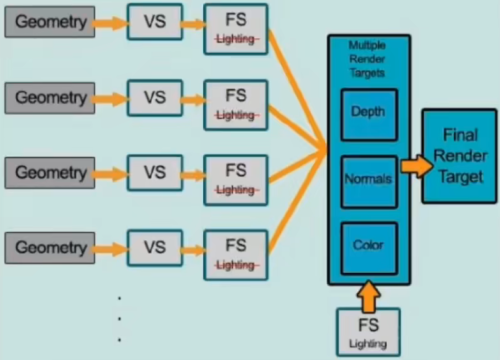 Geometry
VS
FS
Lighting
Geometry
VS
FS
Lighting
Geometry
VS
FS
Lighting
Geometry
VS
FS
Lighting
Multiple
Render
Targets
Depth
Normals
Color
Final
Render
Target
FS
Lighting